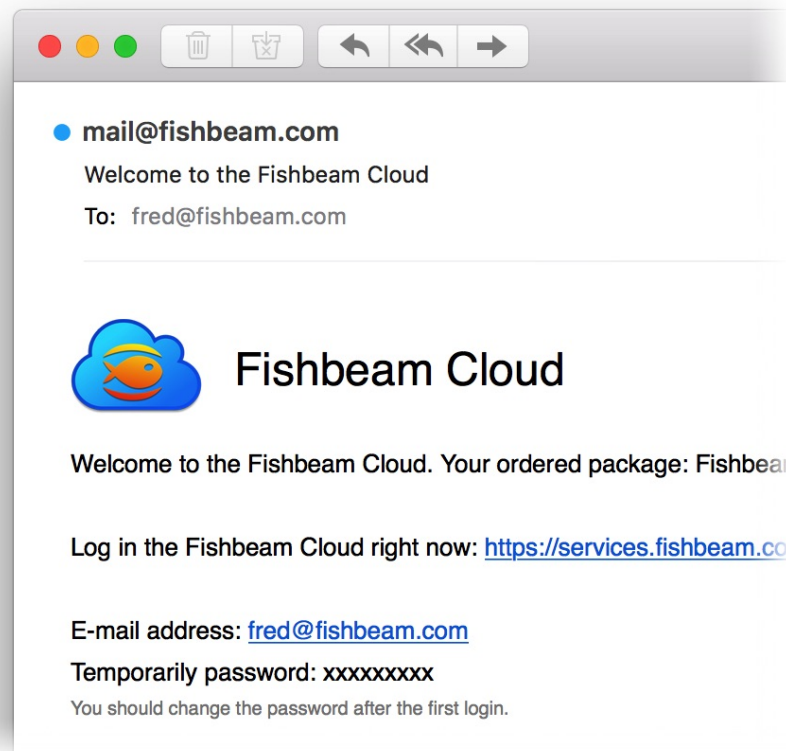 mail@fishbeam.com
Welcome to the Fishbeam Cloud
To: fred@fishbeam.com
Fishbeam Cloud
Welcome to the Fishbeam Cloud. Your ordered package:
Log in the Fishbeam Cloud right now: https://services.fishbeam.co
E-mail address: fred@fishbeam.com
Temporarily password: xxxxxxxxx
You should change the password after the first login.